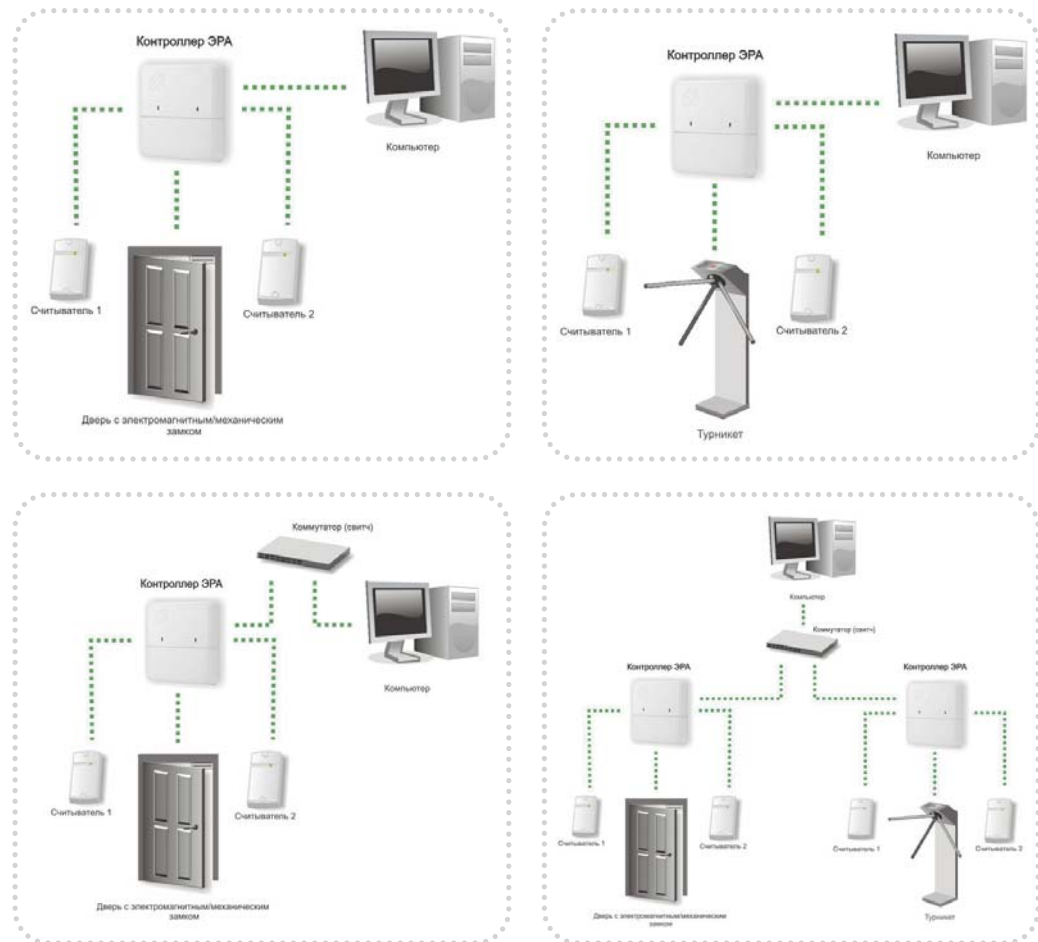 Контроллер ЭРА
Компьютер
Считыватель 1
Считыватель 2
Дверь с электромагнитным/механическим
замком
Контроллер ЭРА
Компьютер
Считыватель 1
Считыватель 2
Турникет
Коммутатор (свитч)
Контроллер ЭРА
Компьютер
Считыватель 1
Считыватель 2
Дверь с электромагнитным/механическим
замком
Компьютер
Коммутатор (свитч)
Контроллер ЭРА
Контроллер ЭРА
Считыватель 1
Считыватель 2
Считыватель 1
Считыватель 2
Дверь с электромагнитным/механическим
замком
Турникет